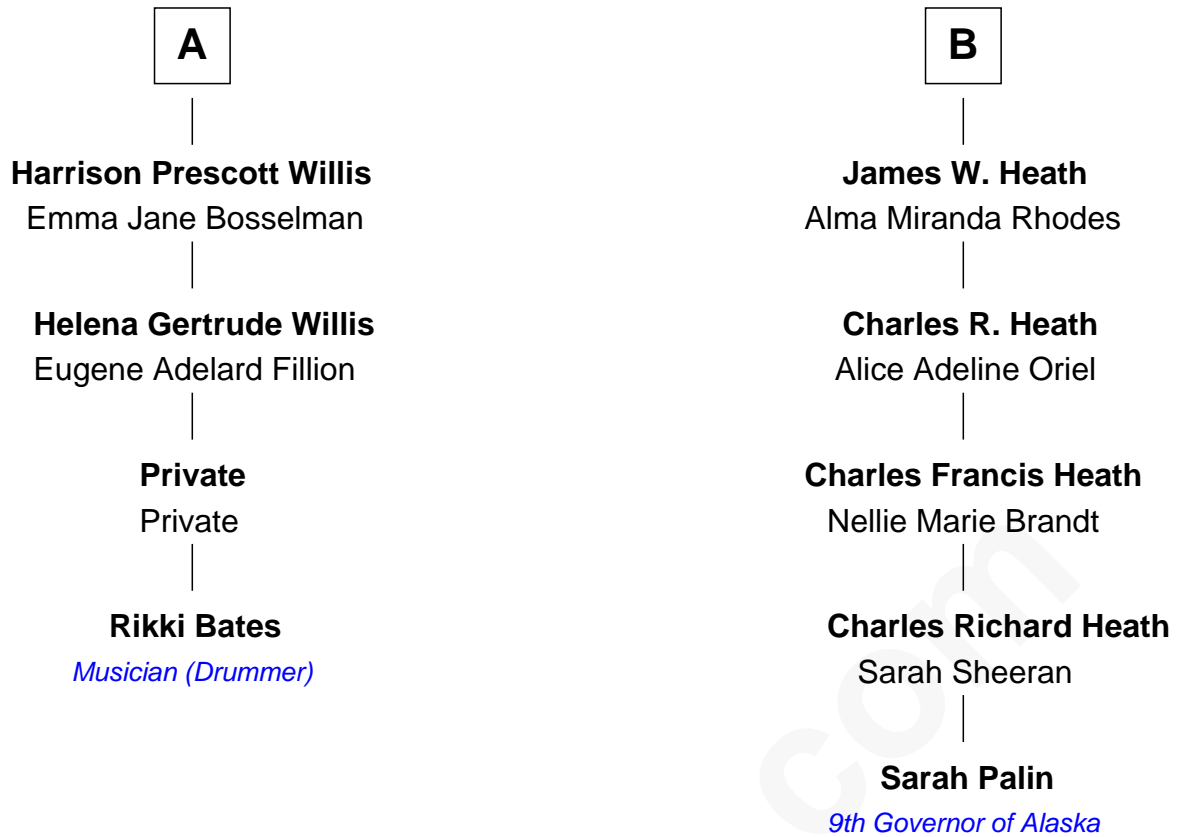 A
Harrison Prescott Willis
Emma Jane Bosselman
Helena Gertrude Willis
Eugene Adelard Fillion
Private
Private
Rikki Bates
Musician (Drummer)
B
James W. Heath
Alma Miranda Rhodes
Charles R. Heath
Alice Adeline Oriel
Charles Francis Heath
Nellie Marie Brandt
Charles Richard Heath
Sarah Sheeran
Sarah Palin
9th Governor of Alaska
com